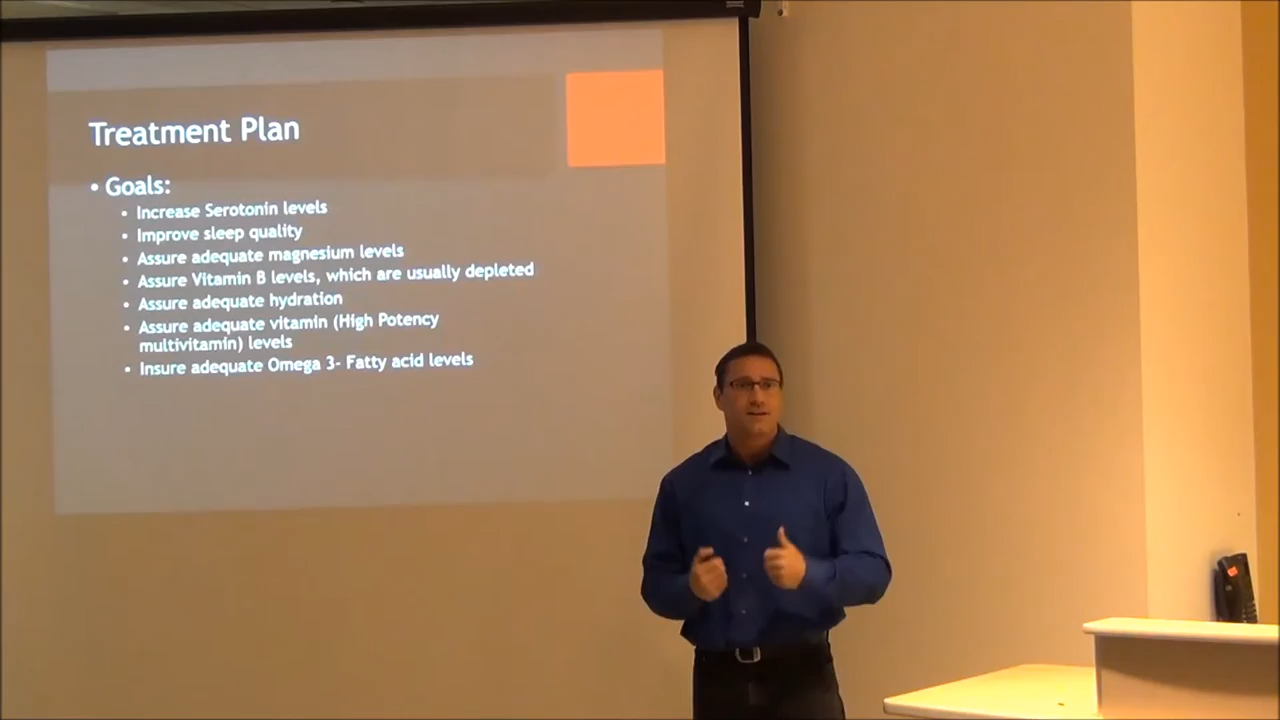 Treatment Plan
• Goals:
• Increase Serotonin levels
• Improve sleep quality
• Assure adequate magnesium levels
• Assure Vitamin B levels, which are usually depleted
• Assure adequate hydration
• Assure adequate vitamin (High Potency
multivitamin) levels
• Insure adequate Omega 3- Fatty acid levels